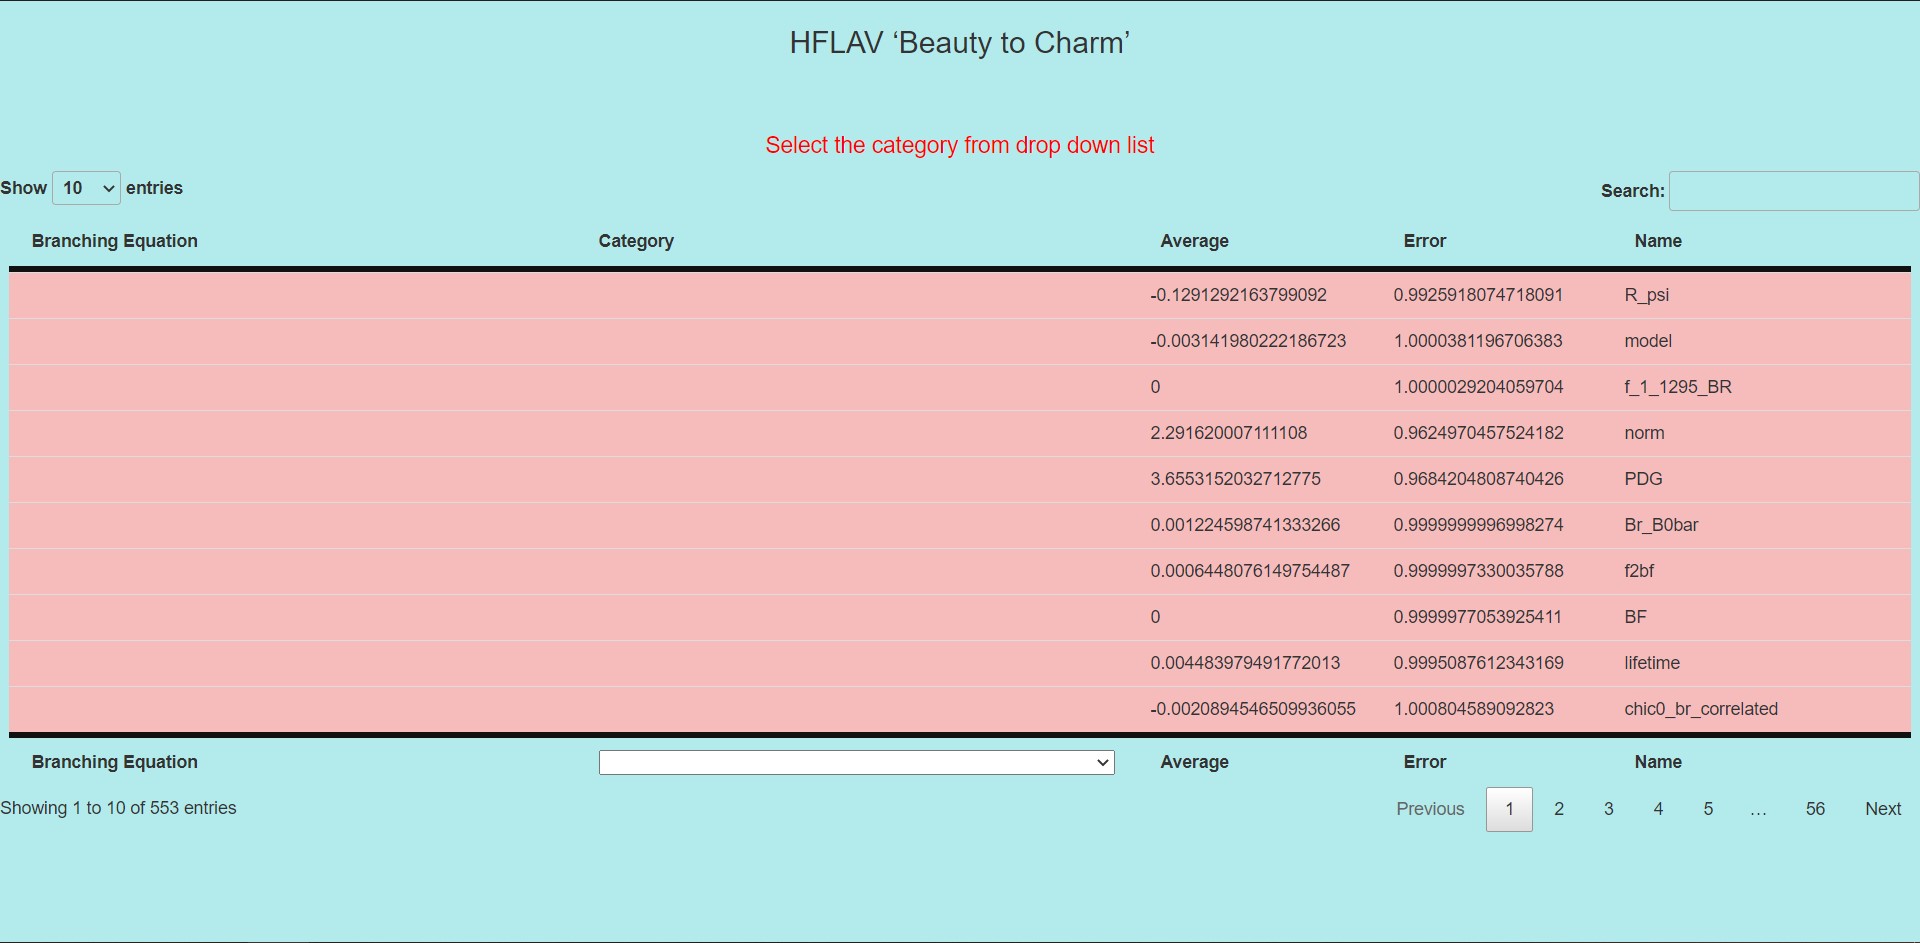 HFLAV ‘Beauty to Charm’
Select the category from drop down list
Show 10 entries
Search:
Branching Equation Category Average Error Name
-0.1291292163799092 0.9925918074718091 R_psi
-0.003141980222186723 1.0000381196706383 model
0 1.0000029204059704 f_1_1295_BR
2.291620007111108 0.9624970457524182 norm
3.6553152032712775 0.9684204808740426 PDG
0.001224598741333266 0.9999999996998274 Br_B0bar
0.0006448076149754487 0.9999997330035788 f2bf
0 0.9999977053925411 BF
0.004483979491772013 0.9995087612343169 lifetime
-0.0020894546509936055 1.000804589092823 chic0_br_correlated
Branching Equation Average Error Name
Showing 1 to 10 of 553 entries
Previous 1 2 3 4 5 … 56 Next